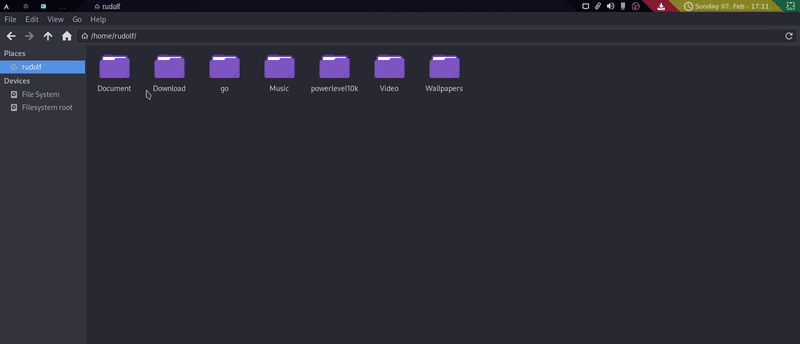 rudolf
Sunday 07, Feb - 17:11
File Edit View Go Help
/home/rudolf/
Places
rudolf
Devices
File System
Filesystem root
Document Download go Music powerlevel10k Video Wallpapers